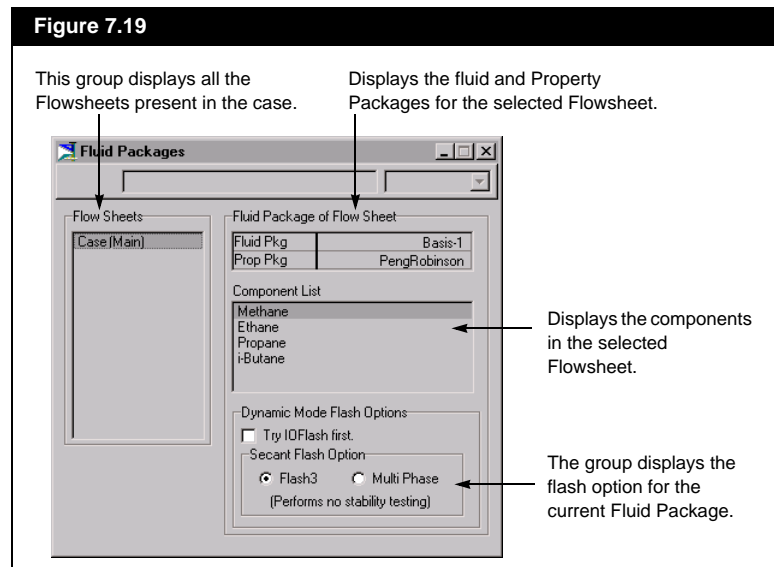 Figure 7.19
This group displays all the
Flowsheets present in the case.
Displays the fluid and Property
Packages for the selected Flowsheet.
Fluid Packages
Flow Sheets
Case (Main)
Fluid Package of Flow Sheet
Fluid Pkg Basis-1
Prop Pkg PengRobinson
Component List
Methane
Ethane
Propane
i-Butane
Displays the components
in the selected
Flowsheet.
Dynamic Mode Flash Options
Try IOFlash first.
Secant Flash Option
Flash3 Multi Phase
(Performs no stability testing)
The group displays the
flash option for the
current Fluid Package.